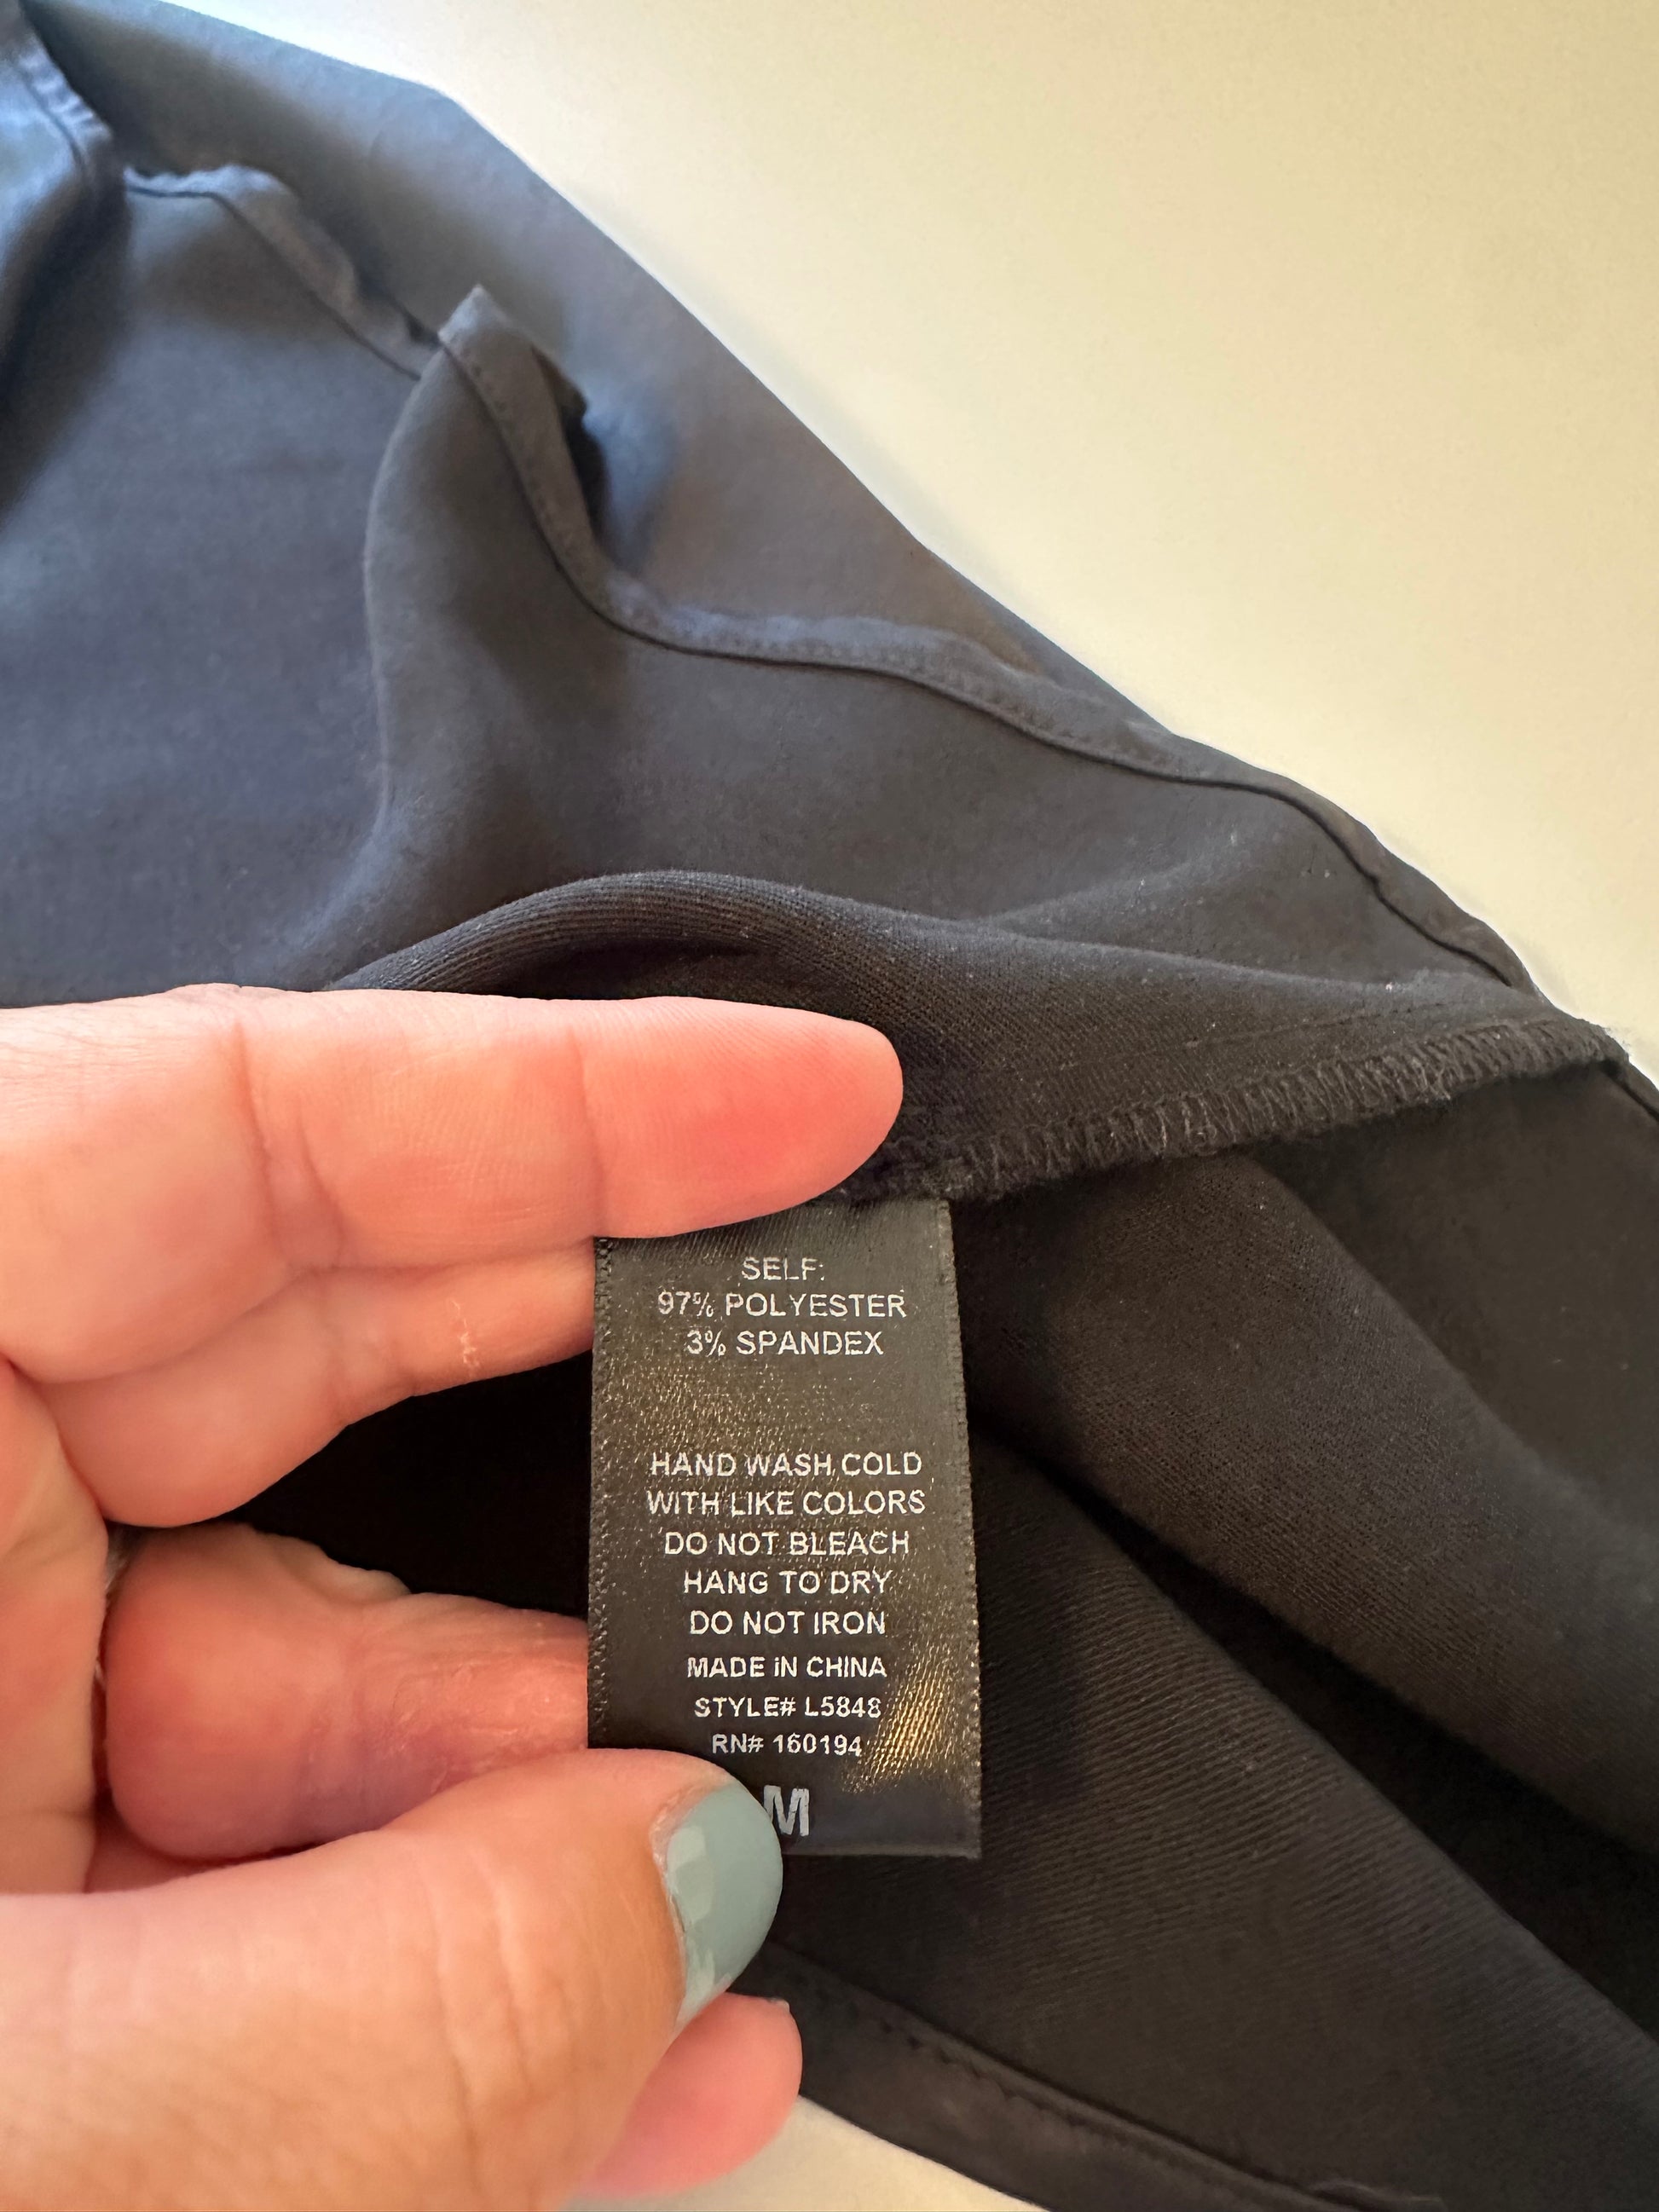 SELF:
97% POLYESTER
3% SPANDEX
HAND WASH COLD
WITH LIKE COLORS
DO NOT BLEACH
HANG TO DRY
DO NOT IRON
MADE IN CHINA
STYLE# L5848
RN# 160194
M